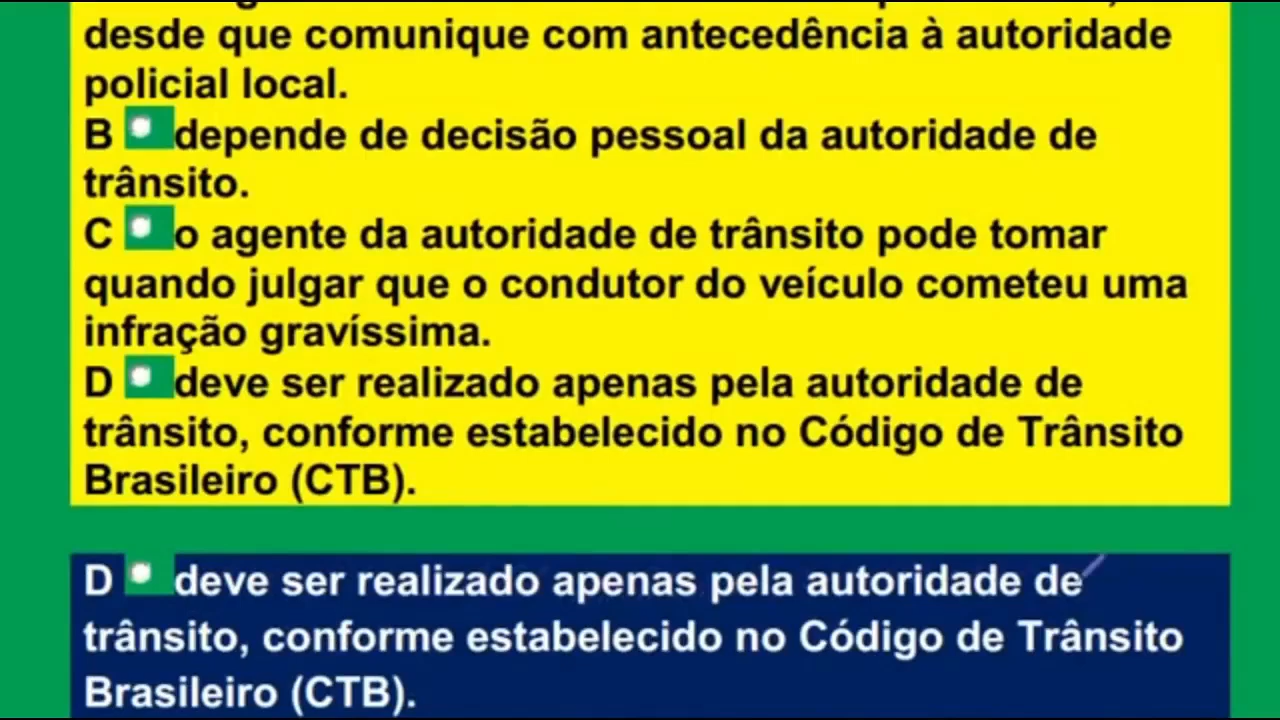 desde que comunique com antecedência à autoridade
policial local.
B depende de decisão pessoal da autoridade de
trânsito.
C o agente da autoridade de trânsito pode tomar
quando julgar que o condutor do veículo cometeu uma
infração gravíssima.
D deve ser realizado apenas pela autoridade de
trânsito, conforme estabelecido no Código de Trânsito
Brasileiro (CTB).
D deve ser realizado apenas pela autoridade de
trânsito, conforme estabelecido no Código de Trânsito
Brasileiro (CTB).